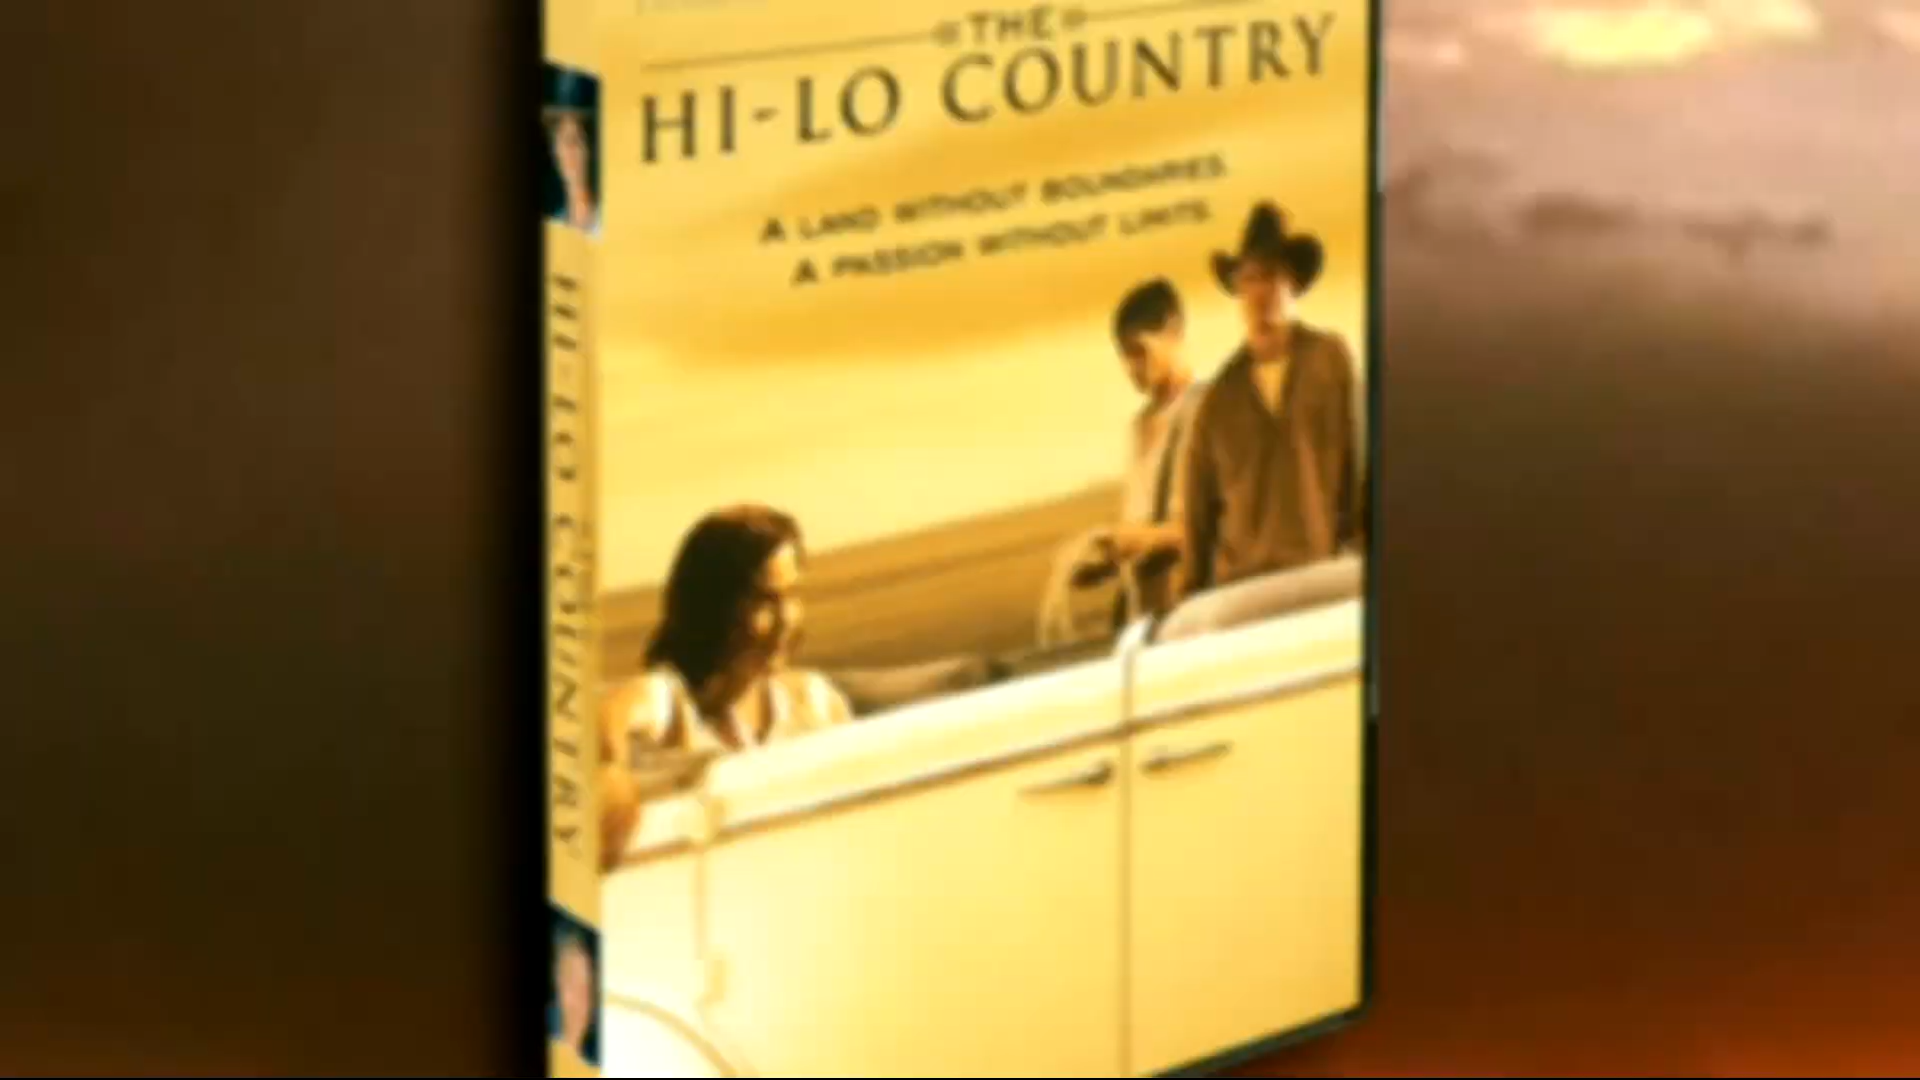 THE
HI-LO COUNTRY
A LAND WITHOUT BOUNDARIES
A PASSION WITHOUT LIMITS
HI-LO COUNTRY